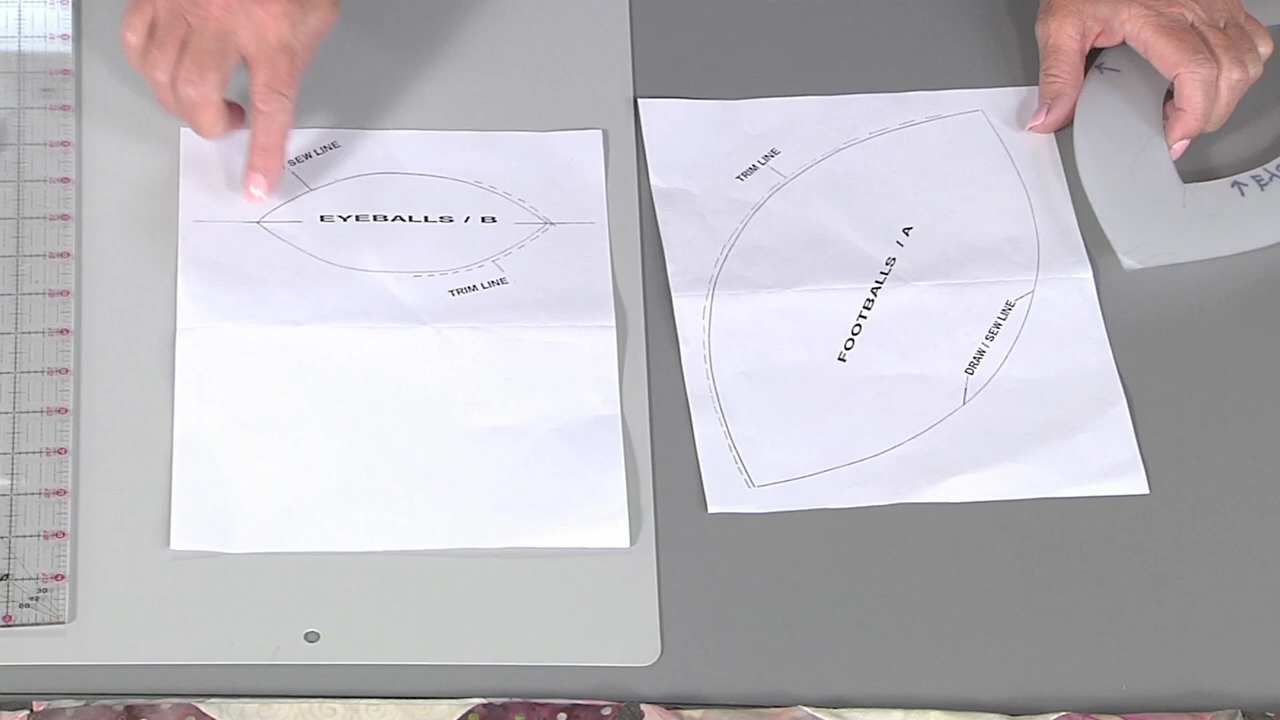 SEW LINE
EYEBALLS / B
TRIM LINE
TRIM LINE
FOOTBALLS / A
DRAW / SEW LINE